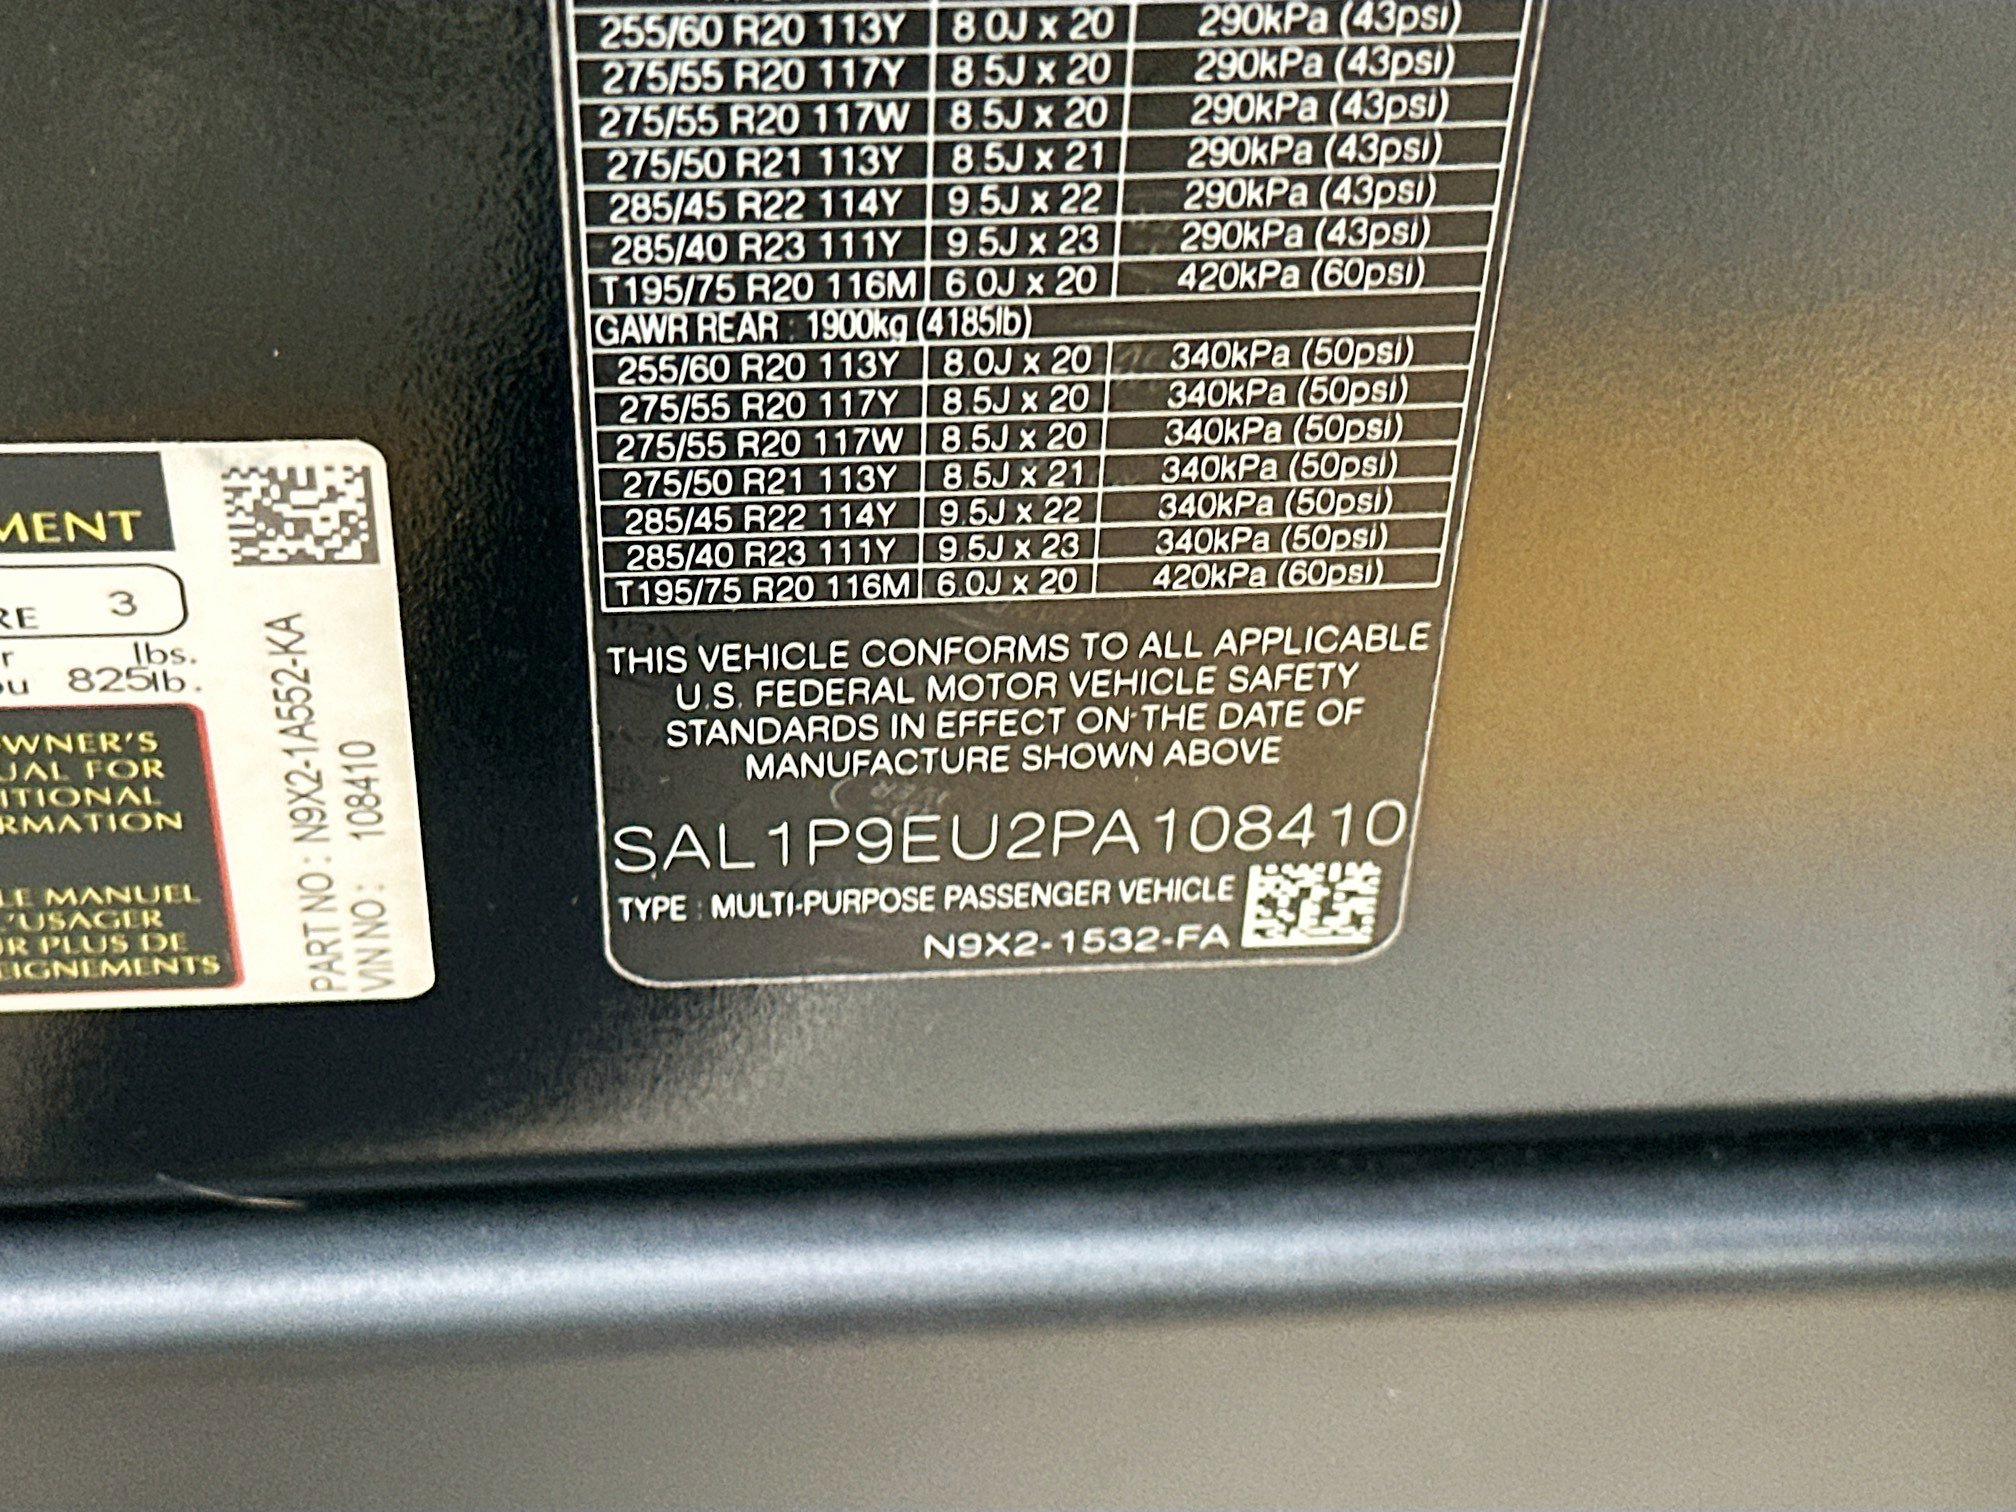 255/60 R20 113Y 8.0J x 20 290kPa (43psi)
275/55 R20 117Y 8.5J x 20 290kPa (43psi)
275/55 R20 117W 8.5J x 20 290kPa (43psi)
275/50 R21 113Y 8.5J x 21 290kPa (43psi)
285/45 R22 114Y 9.5J x 22 290kPa (43psi)
285/40 R23 111Y 9.5J x 23 290kPa (43psi)
T195/75 R20 116M 6.0J x 20 420kPa (60psi)
GAWR REAR : 1900kg (4185lb)
255/60 R20 113Y 8.0J x 20 340kPa (50psi)
275/55 R20 117Y 8.5J x 20 340kPa (50psi)
275/55 R20 117W 8.5J x 20 340kPa (50psi)
275/50 R21 113Y 8.5J x 21 340kPa (50psi)
285/45 R22 114Y 9.5J x 22 340kPa (50psi)
285/40 R23 111Y 9.5J x 23 340kPa (50psi)
T195/75 R20 116M 6.0J x 20 420kPa (60psi)
THIS VEHICLE CONFORMS TO ALL APPLICABLE
U.S. FEDERAL MOTOR VEHICLE SAFETY
STANDARDS IN EFFECT ON THE DATE OF
MANUFACTURE SHOWN ABOVE
SAL1P9EU2PA108410
TYPE : MULTI-PURPOSE PASSENGER VEHICLE
N9X2-1532-FA
MENT
RE 3
r lbs.
ou 825lb.
WNER'S
UAL FOR
ITIONAL
RMATION
LE MANUEL
L'USAGER
UR PLUS DE
EIGNEMENTS
PART NO : N9X2-1A552-KA
VIN NO : 108410